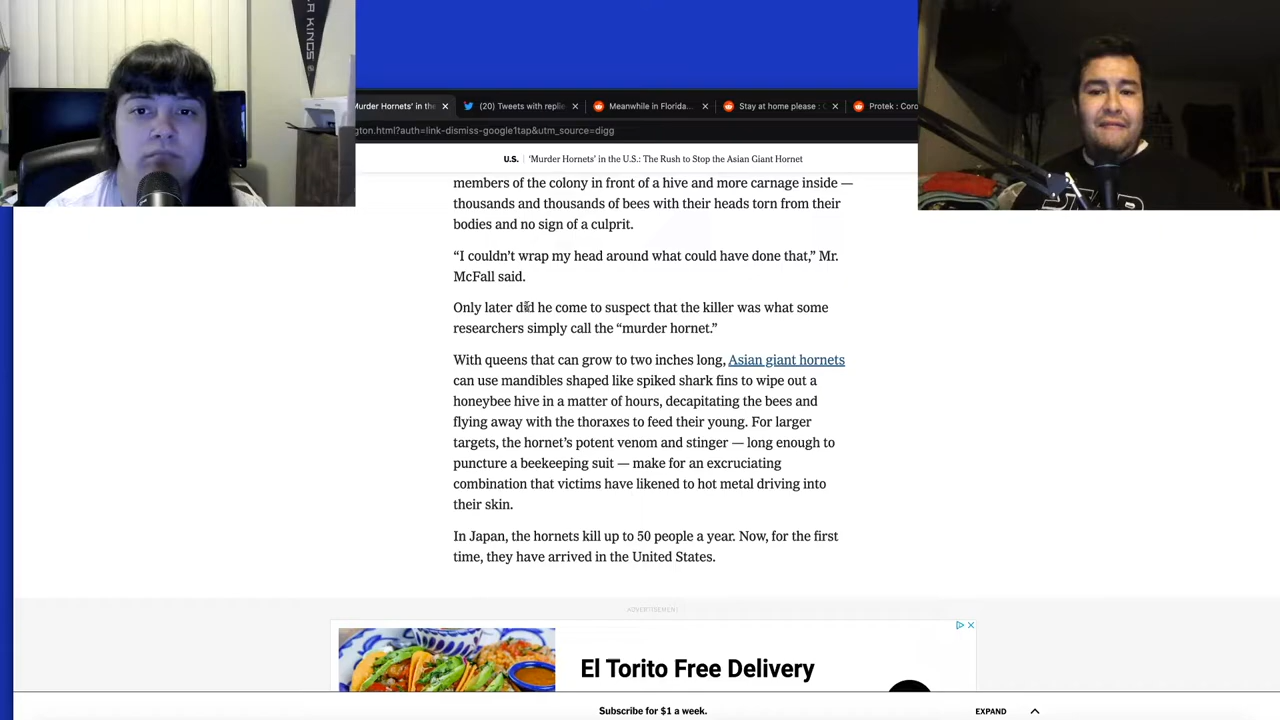 R KINGS
'Murder Hornets' in the
(20) Tweets with replie
Meanwhile in Florida...
Stay at home please : C
Protek : Coro
gton.html?auth=link-dismiss-google1tap&utm_source=digg
U.S. | 'Murder Hornets' in the U.S.: The Rush to Stop the Asian Giant Hornet
members of the colony in front of a hive and more carnage inside —
thousands and thousands of bees with their heads torn from their
bodies and no sign of a culprit.
“I couldn’t wrap my head around what could have done that,” Mr.
McFall said.
Only later did he come to suspect that the killer was what some
researchers simply call the “murder hornet.”
With queens that can grow to two inches long, Asian giant hornets
can use mandibles shaped like spiked shark fins to wipe out a
honeybee hive in a matter of hours, decapitating the bees and
flying away with the thoraxes to feed their young. For larger
targets, the hornet’s potent venom and stinger — long enough to
puncture a beekeeping suit — make for an excruciating
combination that victims have likened to hot metal driving into
their skin.
In Japan, the hornets kill up to 50 people a year. Now, for the first
time, they have arrived in the United States.
ADVERTISEMENT
El Torito Free Delivery
Subscribe for $1 a week.
EXPAND